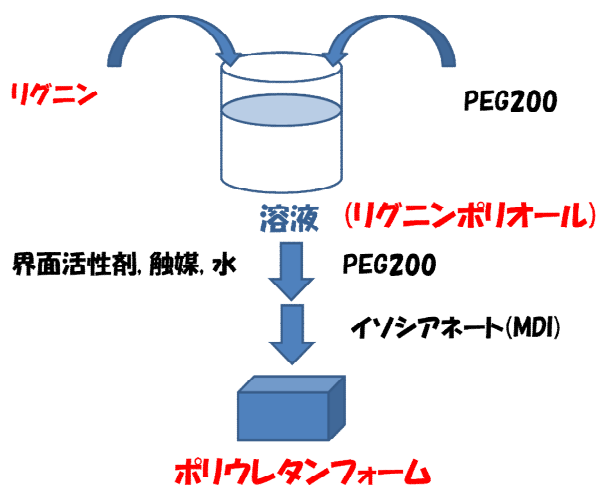 リグニン
PEG200
溶液 (リグニンポリオール)
界面活性剤, 触媒, 水
PEG200
イソシアネート(MDI)
ポリウレタンフォーム